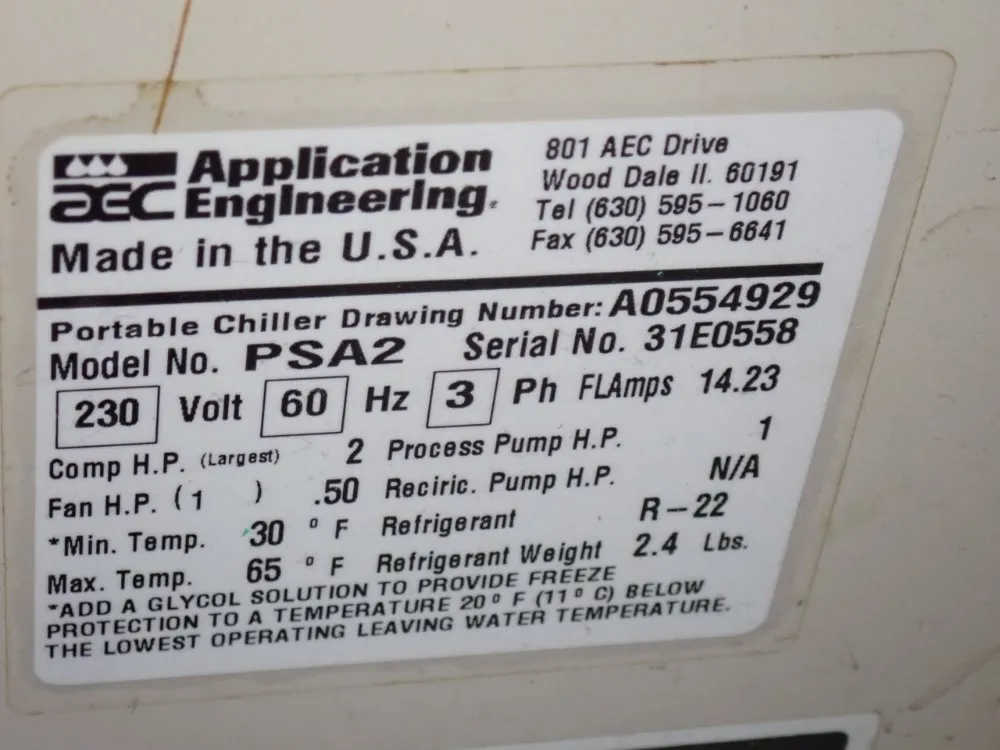 AEC Application
Engineering.
Made in the U.S.A.
801 AEC Drive
Wood Dale Il. 60191
Tel (630) 595-1060
Fax (630) 595-6641
Portable Chiller Drawing Number: A0554929
Model No. PSA2 Serial No. 31E0558
230 Volt 60 Hz 3 Ph FLAmps 14.23
Comp H.P. (Largest) 2 Process Pump H.P. 1
Fan H.P. (1 ) .50 Reciric. Pump H.P. N/A
*Min. Temp. 30 º F Refrigerant R-22
Max. Temp. 65 º F Refrigerant Weight 2.4 Lbs.
*ADD A GLYCOL SOLUTION TO PROVIDE FREEZE
PROTECTION TO A TEMPERATURE 20º F (11º C) BELOW
THE LOWEST OPERATING LEAVING WATER TEMPERATURE.